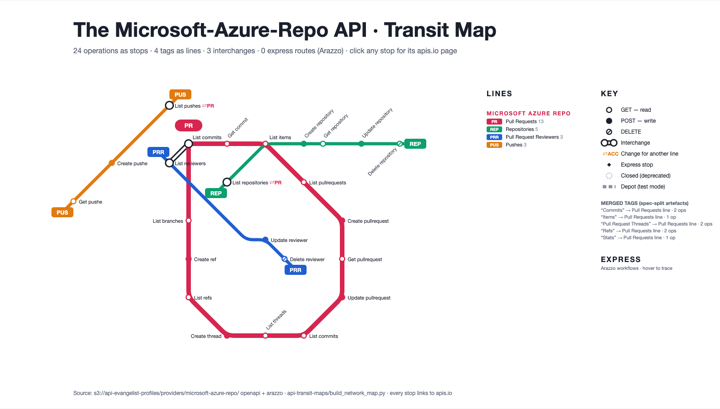 The Microsoft-Azure-Repo API · Transit Map
24 operations as stops · 4 tags as lines · 3 interchanges · 0 express routes (Arazzo) · click any stop for its apis.io page
PUS
List pushes ⇄PR
PR
List commits
Get commit
List items
Create repository
Get repository
Update repository
Delete repository
REP
PRR
List reviewers
Create pushe
Get pushe
PUS
List repositories ⇄PR
REP
List pullrequests
List branches
Create pullrequest
Update reviewer
Create ref
Delete reviewer
PRR
Get pullrequest
List refs
Update pullrequest
List threads
Create thread
List commits
LINES
MICROSOFT AZURE REPO
PR Pull Requests 13
REP Repositories 5
PRR Pull Request Reviewers 3
PUS Pushes 3
KEY
GET — read
POST — write
DELETE
Interchange
⇄ACC Change for another line
Express stop
Closed (deprecated)
Depot (test mode)
MERGED TAGS (spec-split artefacts)
"Commits" → Pull Requests line · 2 ops
"Items" → Pull Requests line · 1 op
"Pull Request Threads" → Pull Requests line · 2 ops
"Refs" → Pull Requests line · 2 ops
"Stats" → Pull Requests line · 1 op
EXPRESS
Arazzo workflows · hover to trace
Source: s3://api-evangelist-profiles/providers/microsoft-azure-repo/ openapi + arazzo · api-transit-maps/build_network_map.py · every stop links to apis.io